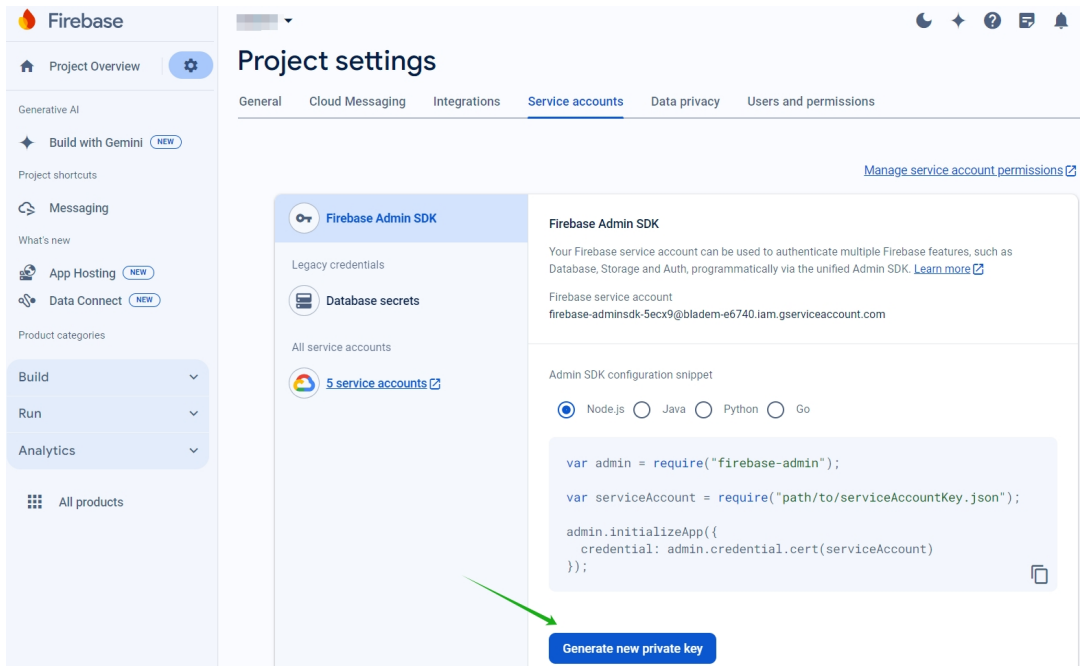 Firebase
Project Overview
Generative AI
Build with Gemini NEW
Project shortcuts
Messaging
What's new
App Hosting NEW
Data Connect NEW
Product categories
Build
Run
Analytics
All products
Project settings
General Cloud Messaging Integrations Service accounts Data privacy Users and permissions
Manage service account permissions
Firebase Admin SDK
Legacy credentials
Database secrets
All service accounts
5 service accounts
Firebase Admin SDK
Your Firebase service account can be used to authenticate multiple Firebase features, such as
Database, Storage and Auth, programmatically via the unified Admin SDK. Learn more
Firebase service account
firebase-adminsdk-5ecx9@bladem-e6740.iam.gserviceaccount.com
Admin SDK configuration snippet
Node.js Java Python Go
var admin = require("firebase-admin");
var serviceAccount = require("path/to/serviceAccountKey.json");
admin.initializeApp({
  credential: admin.credential.cert(serviceAccount)
});
Generate new private key